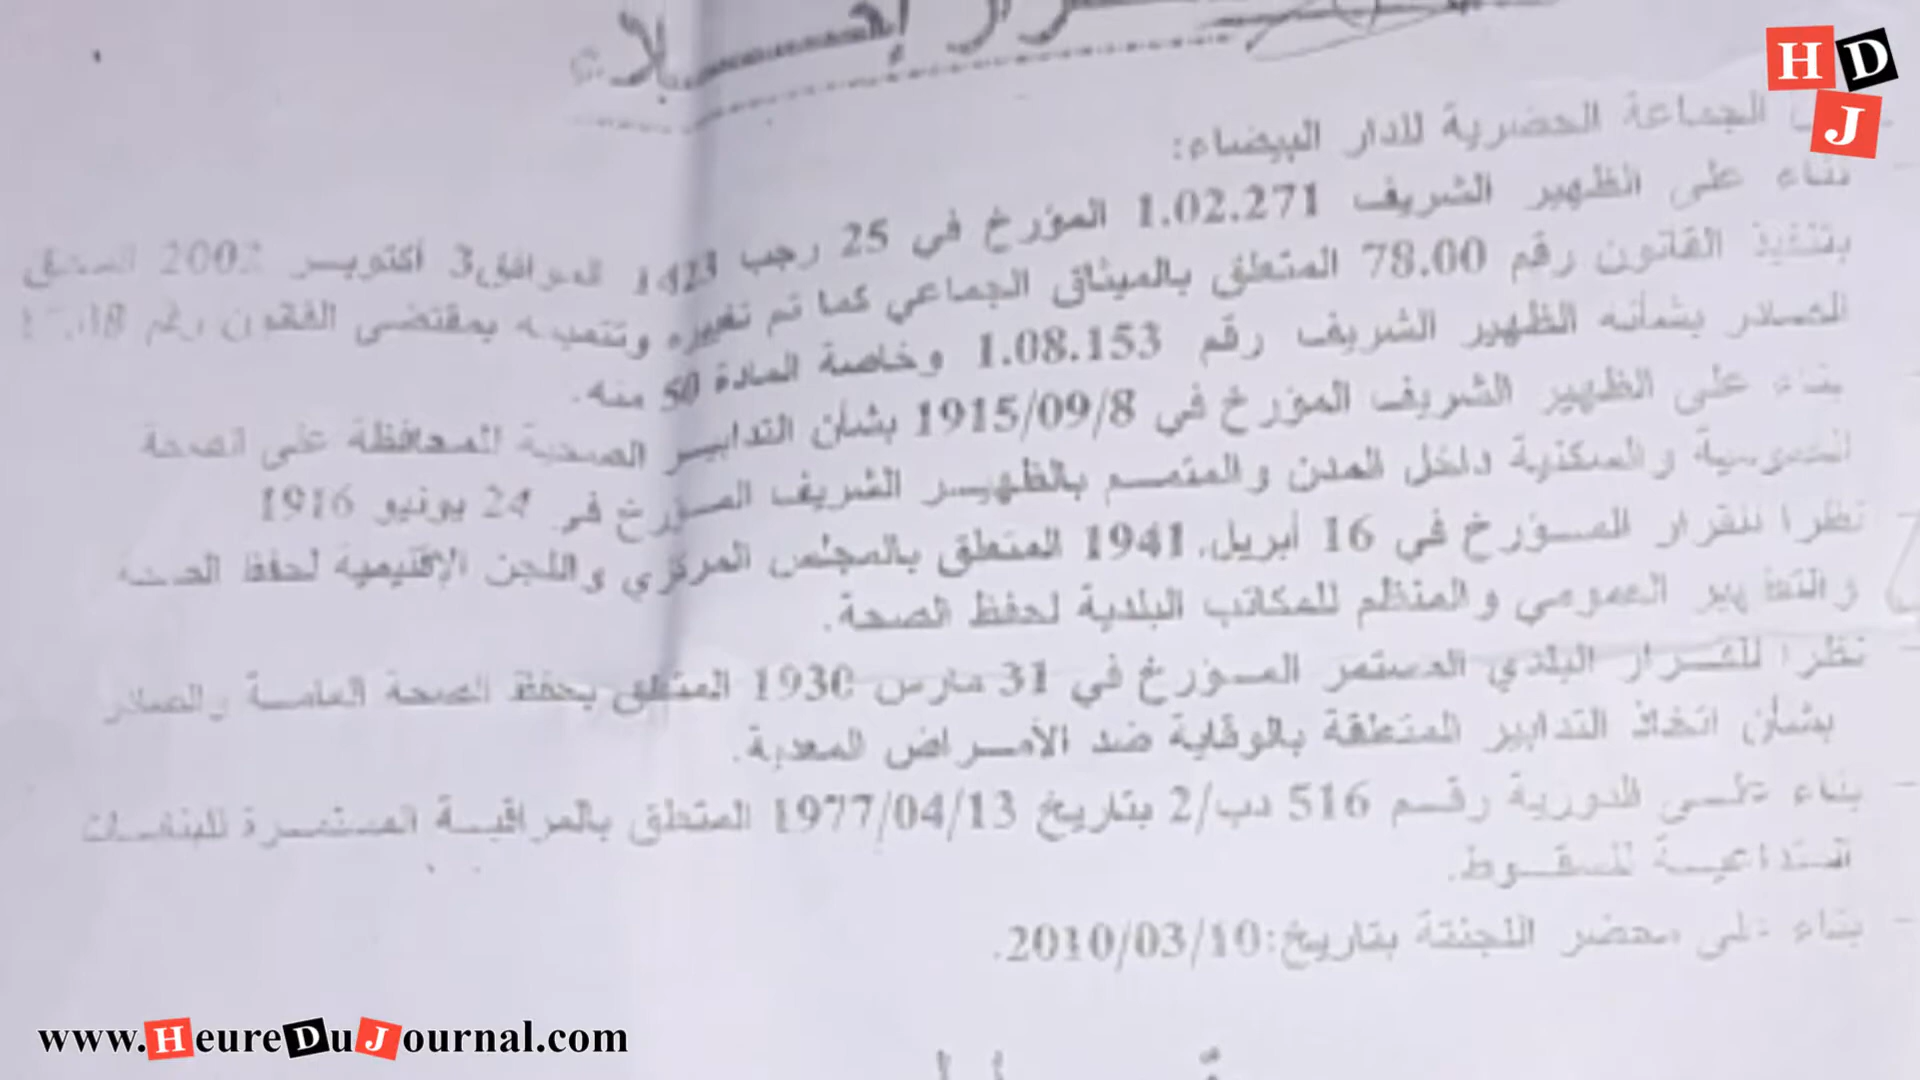 قرار إخلاء
H
D
J
الجماعة الحضرية للدار البيضاء:
بناء على الظهير الشريف 1.02.271 المؤرخ في 25 رجب 1423 الموافق3 أكتوبر 2002 المتعلق
بتنفيذ القانون رقم 78.00 المتعلق بالميثاق الجماعي كما تم تغييره وتتميمه بمقتضى القانون رقم
الصادر بشأنه الظهير الشريف رقم 1.08.153 وخاصة المادة 50 منه.
بناء على الظهير الشريف المؤرخ في 1915/09/8 بشأن التدابير الصحية للمحافظة على الصحة
العمومية والسكنية داخل المدن والمتمم بالظهير الشريف المؤرخ في 24 يونيو 1916
نظرا للقرار المؤرخ في 16 أبريل 1941 المتعلق بالمجلس المركزي واللجن الإقليمية لحفظ الصحة
والتطهير العمومي والمنظم للمكاتب البلدية لحفظ الصحة.
نظرا للقرار البلدي المستمر المؤرخ في 31 مارس 1930 المتعلق بحفظ الصحة العامة والصادر
بشأن اتخاذ التدابير المتعلقة بالوقاية ضد الأمراض المعدية.
بناء على الدورية رقم 516 دب/2 بتاريخ 1977/04/13 المتعلق بالمراقبة المستمرة للبنايات
المتداعية للسقوط.
بناء على محضر اللجنة بتاريخ:2010/03/10.
www.HeureDuJournal.com